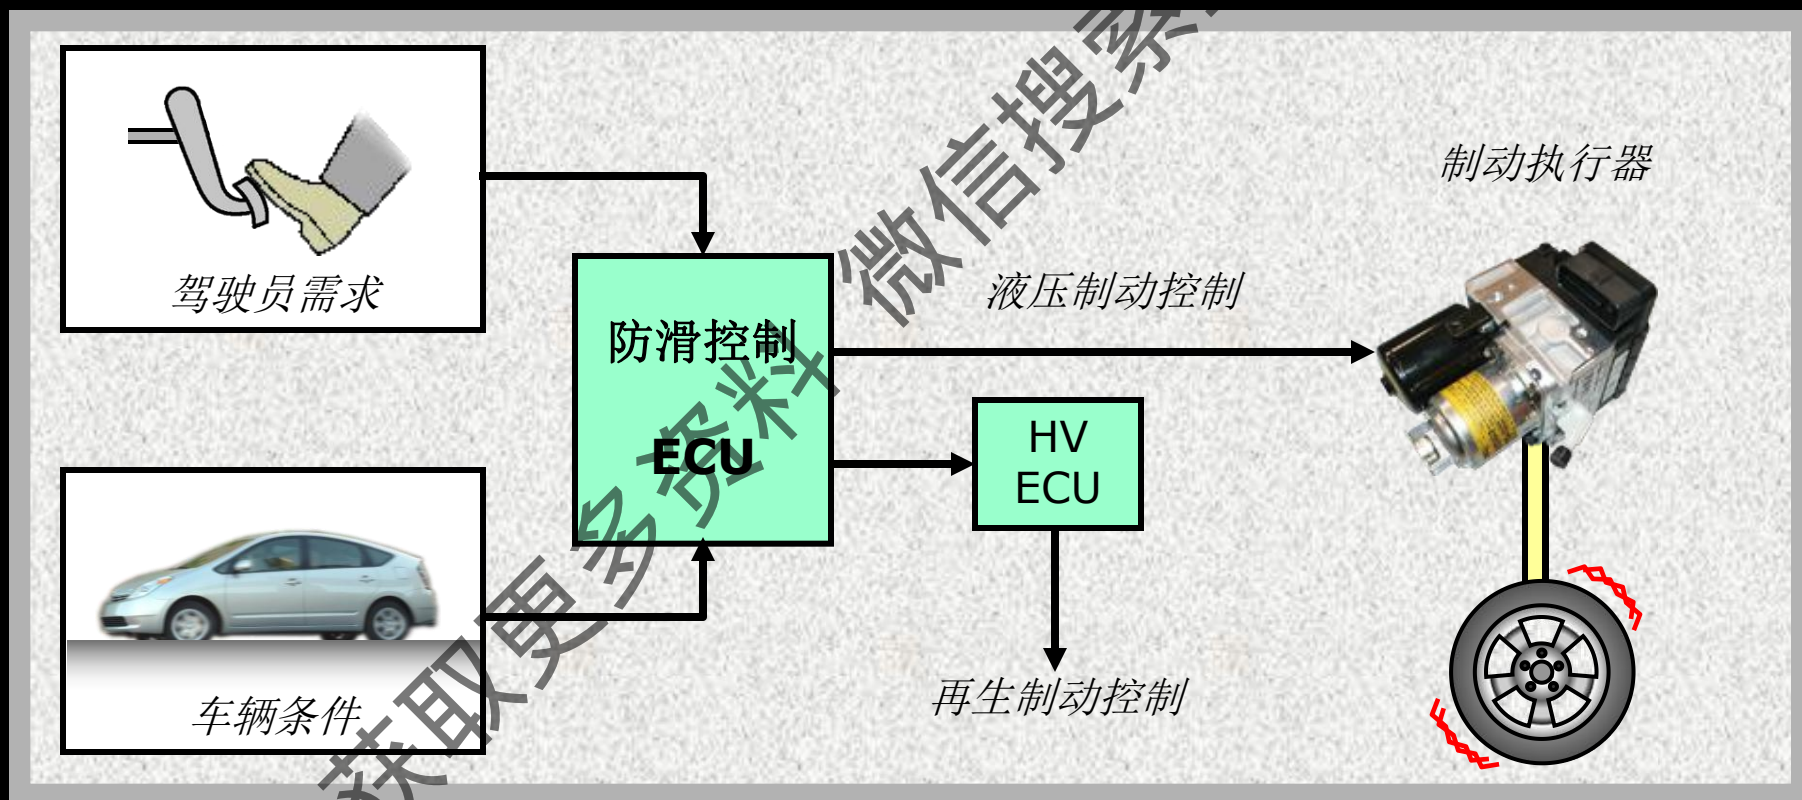 驾驶员需求
防滑控制
ECU
液压制动控制
制动执行器
HV
ECU
车辆条件
再生制动控制
获取更多资料 微信搜索